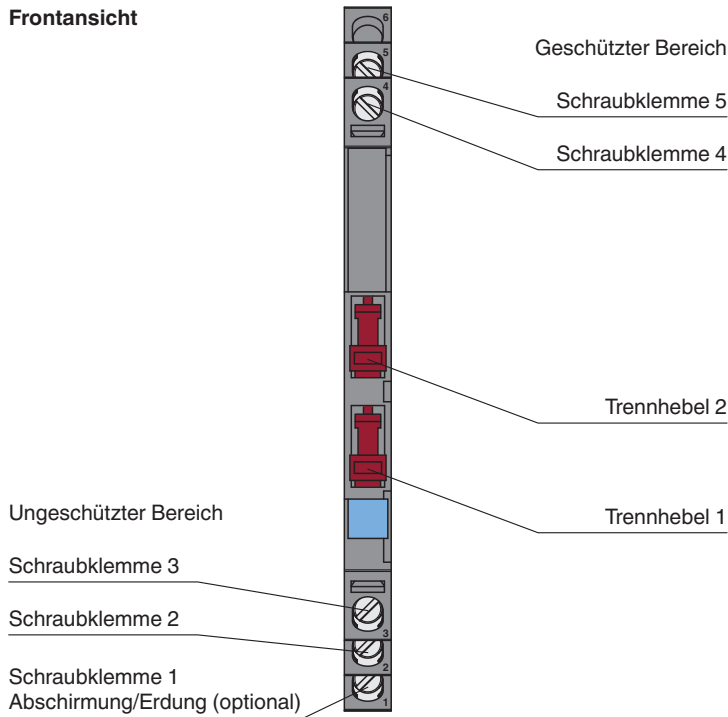 Frontansicht
6
5
4
Geschützter Bereich
Schraubklemme 5
Schraubklemme 4
Trennhebel 2
Trennhebel 1
Ungeschützter Bereich
Schraubklemme 3
Schraubklemme 2
Schraubklemme 1
Abschirmung/Erdung (optional)
3
2
1